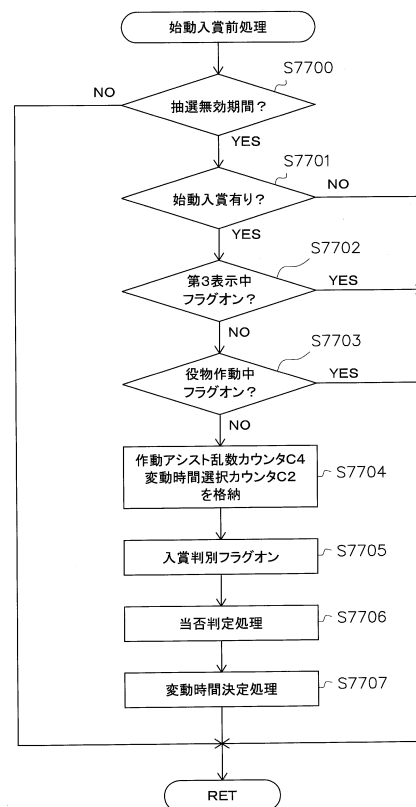 始動入賞前処理
S7700
抽選無効期間?
NO
YES
S7701
始動入賞有り?
NO
YES
S7702
第3表示中
フラグオン?
YES
NO
S7703
役物作動中
フラグオン?
YES
NO
作動アシスト乱数カウンタC4
変動時間選択カウンタC2
を格納
S7704
入賞判別フラグオン
S7705
当否判定処理
S7706
変動時間決定処理
S7707
RET